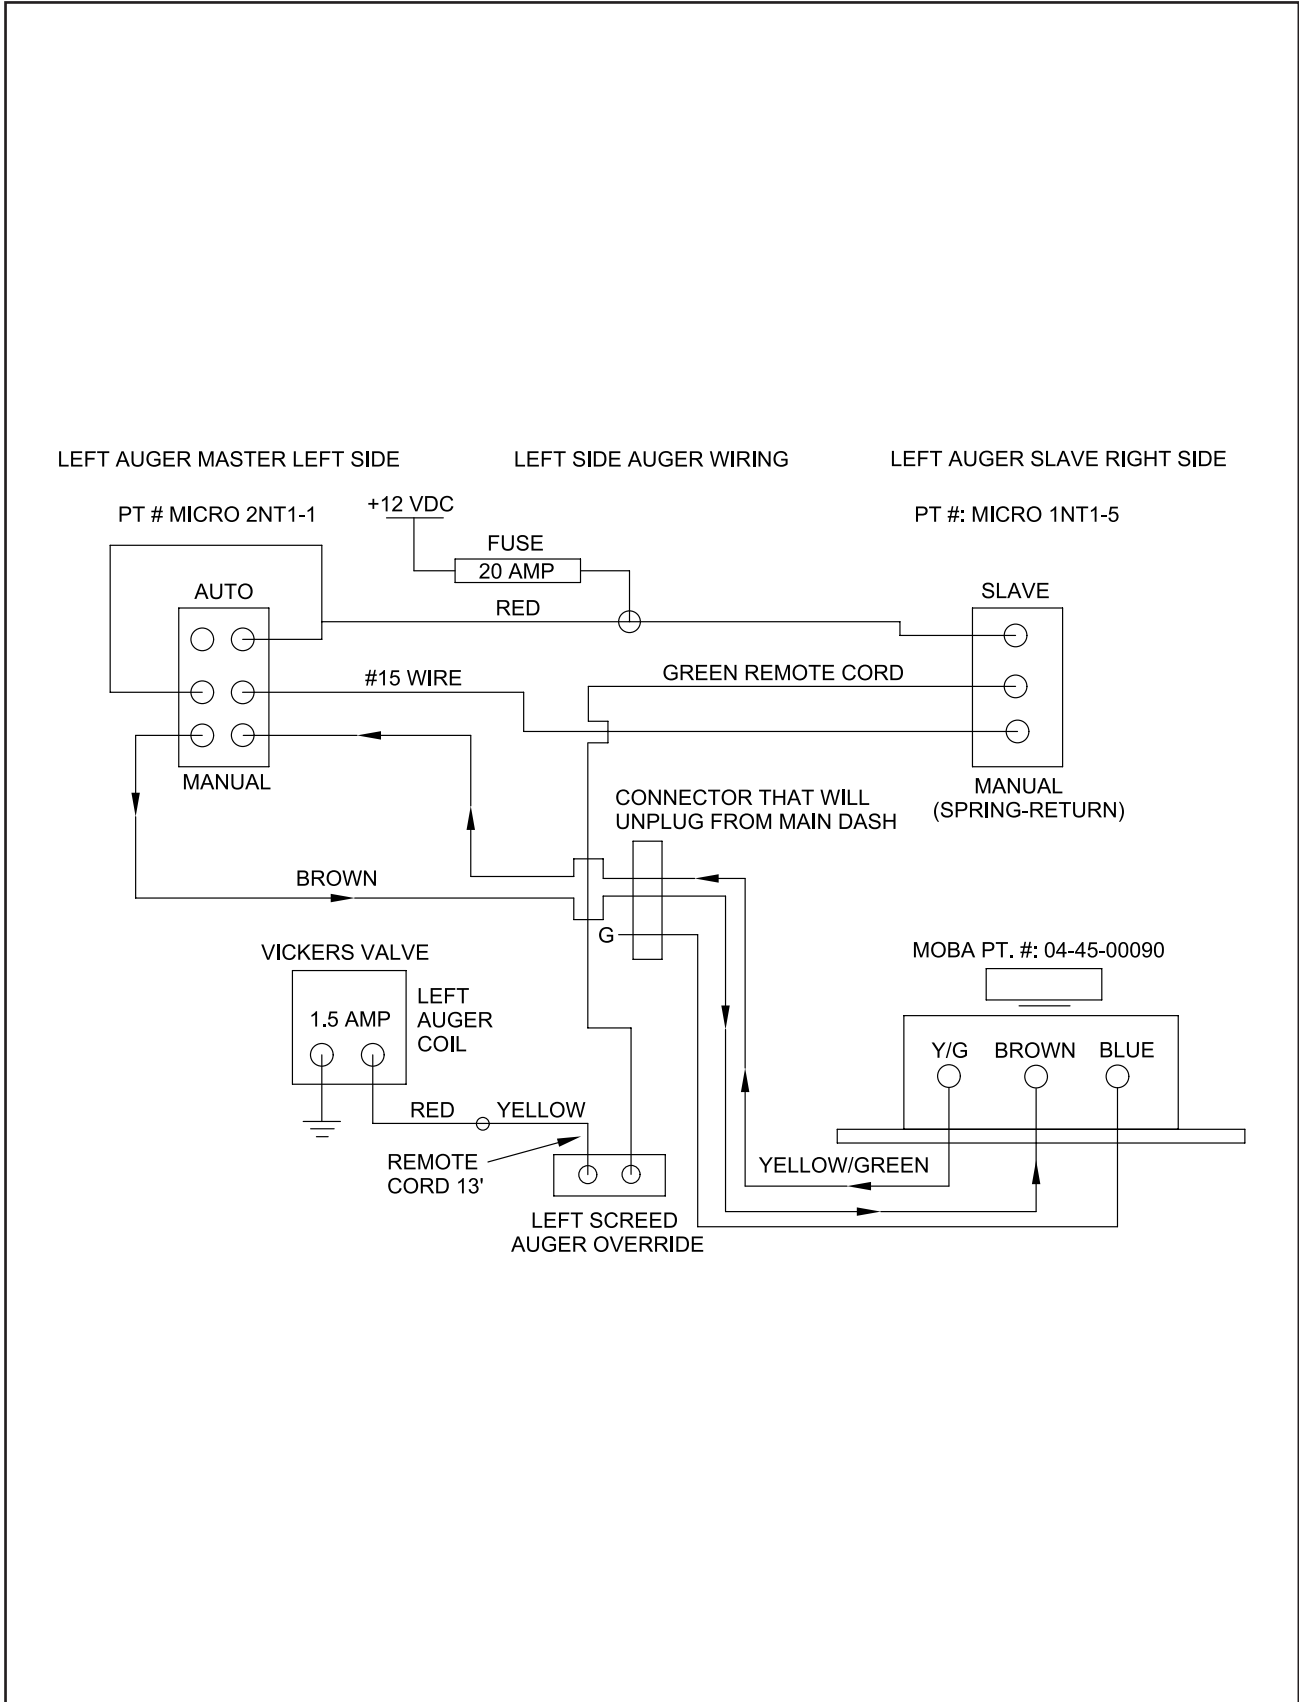 LEFT AUGER MASTER LEFT SIDE
LEFT SIDE AUGER WIRING
LEFT AUGER SLAVE RIGHT SIDE
PT # MICRO 2NT1-1
+12 VDC
PT #: MICRO 1NT1-5
FUSE
20 AMP
AUTO
RED
SLAVE
#15 WIRE
GREEN REMOTE CORD
MANUAL
MANUAL
(SPRING-RETURN)
CONNECTOR THAT WILL
UNPLUG FROM MAIN DASH
BROWN
G
VICKERS VALVE
MOBA PT. #: 04-45-00090
1.5 AMP
LEFT
AUGER
COIL
Y/G
BROWN
BLUE
RED
YELLOW
REMOTE
CORD 13'
YELLOW/GREEN
LEFT SCREED
AUGER OVERRIDE